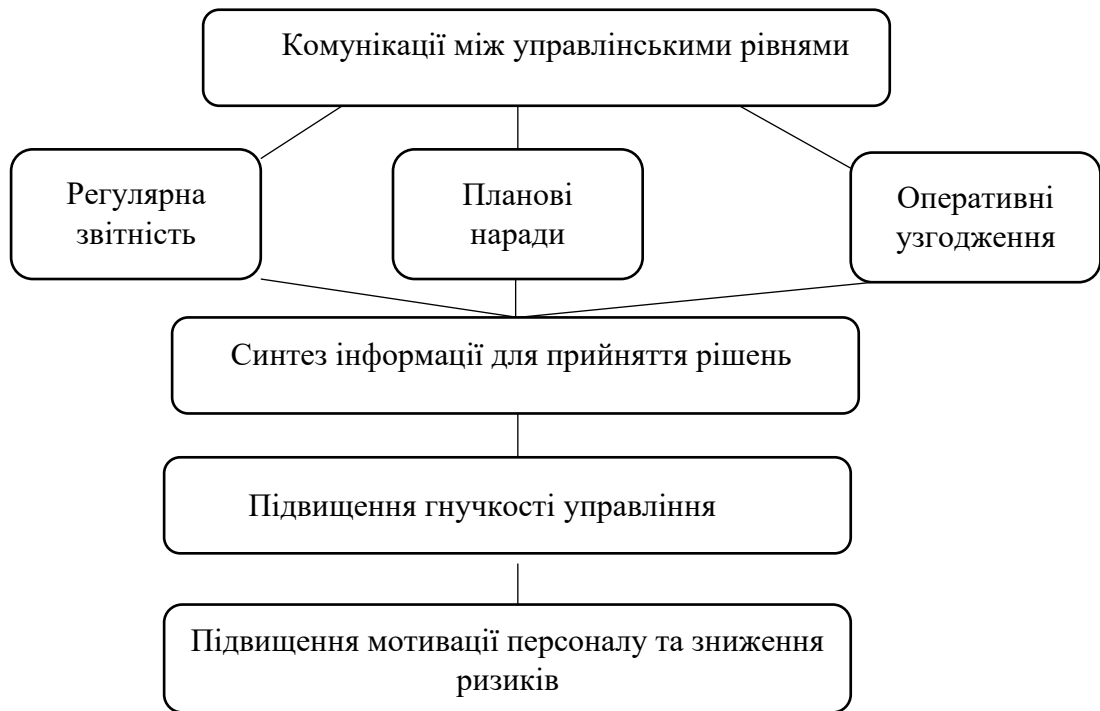 Комунікації між управлінськими рівнями
Регулярна
звітність
Планові
наради
Оперативні
узгодження
Синтез інформації для прийняття рішень
Підвищення гнучкості управління
Підвищення мотивації персоналу та зниження
ризиків